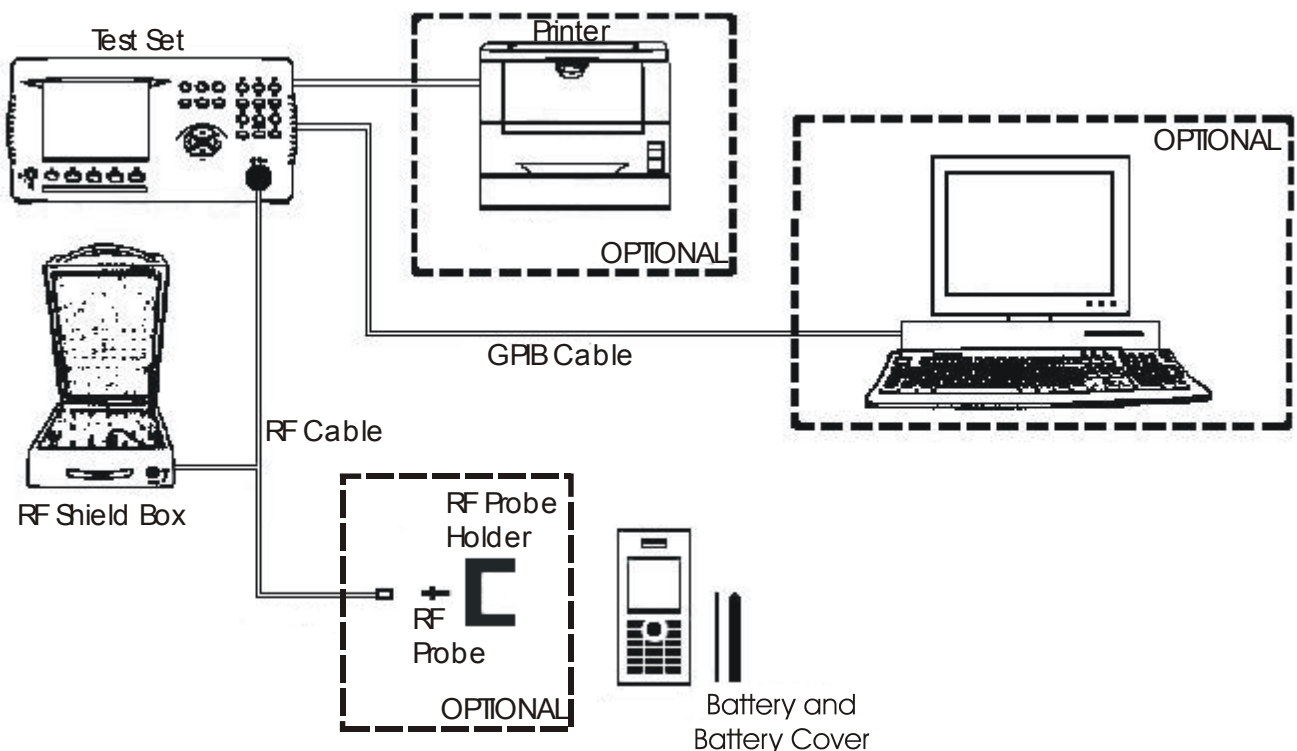 Test Set
Printer
OPTIONAL
OPTIONAL
GPIB Cable
RF Cable
RF Shield Box
RF Probe
Holder
RF
Probe
OPTIONAL
Battery and
Battery Cover